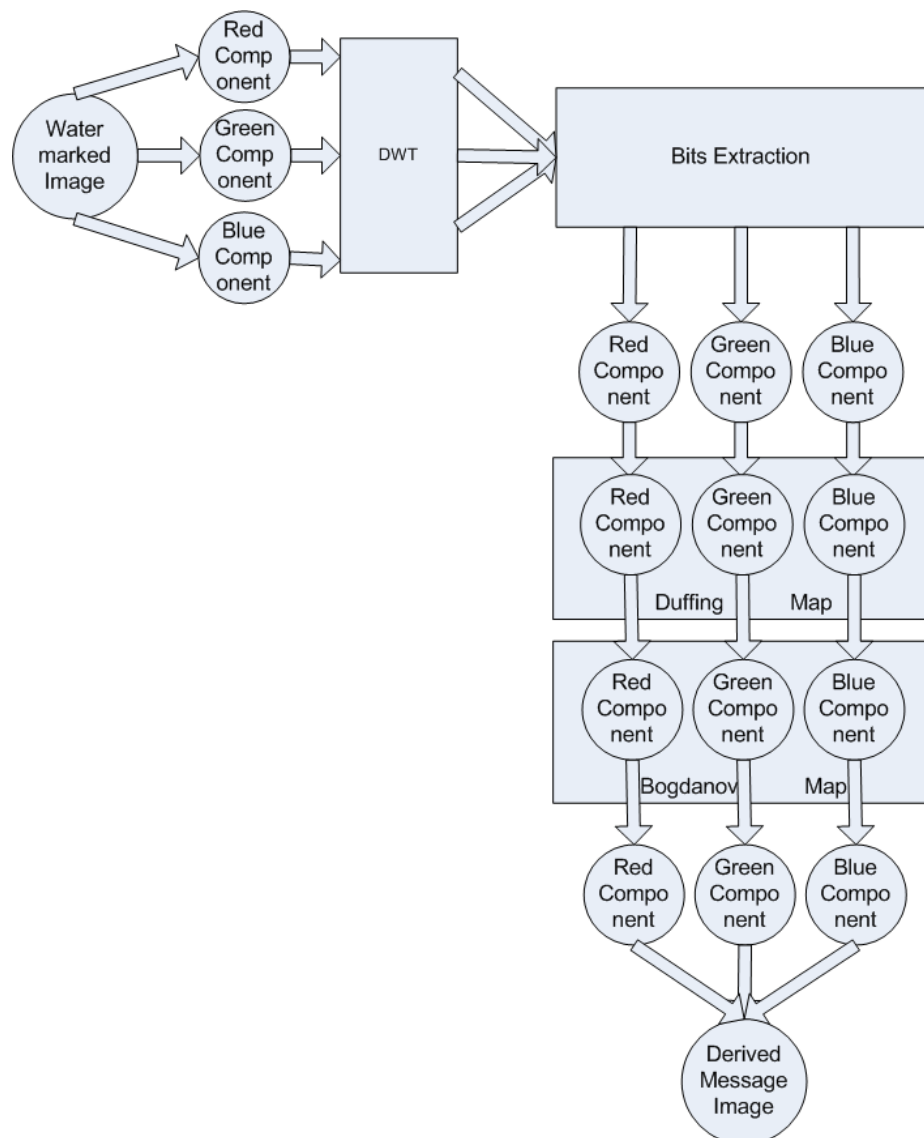 Red
Comp
onent
Water
marked
Image
Green
Comp
onent
Blue
Comp
onent
DWT
Bits Extraction
Red
Compo
nent
Green
Compo
nent
Blue
Compo
nent
Red
Compo
nent
Green
Compo
nent
Blue
Compo
nent
Duffing Map
Red
Compo
nent
Green
Compo
nent
Blue
Compo
nent
Bogdanov Map
Red
Compo
nent
Green
Compo
nent
Blue
Compo
nent
Derived
Message
Image